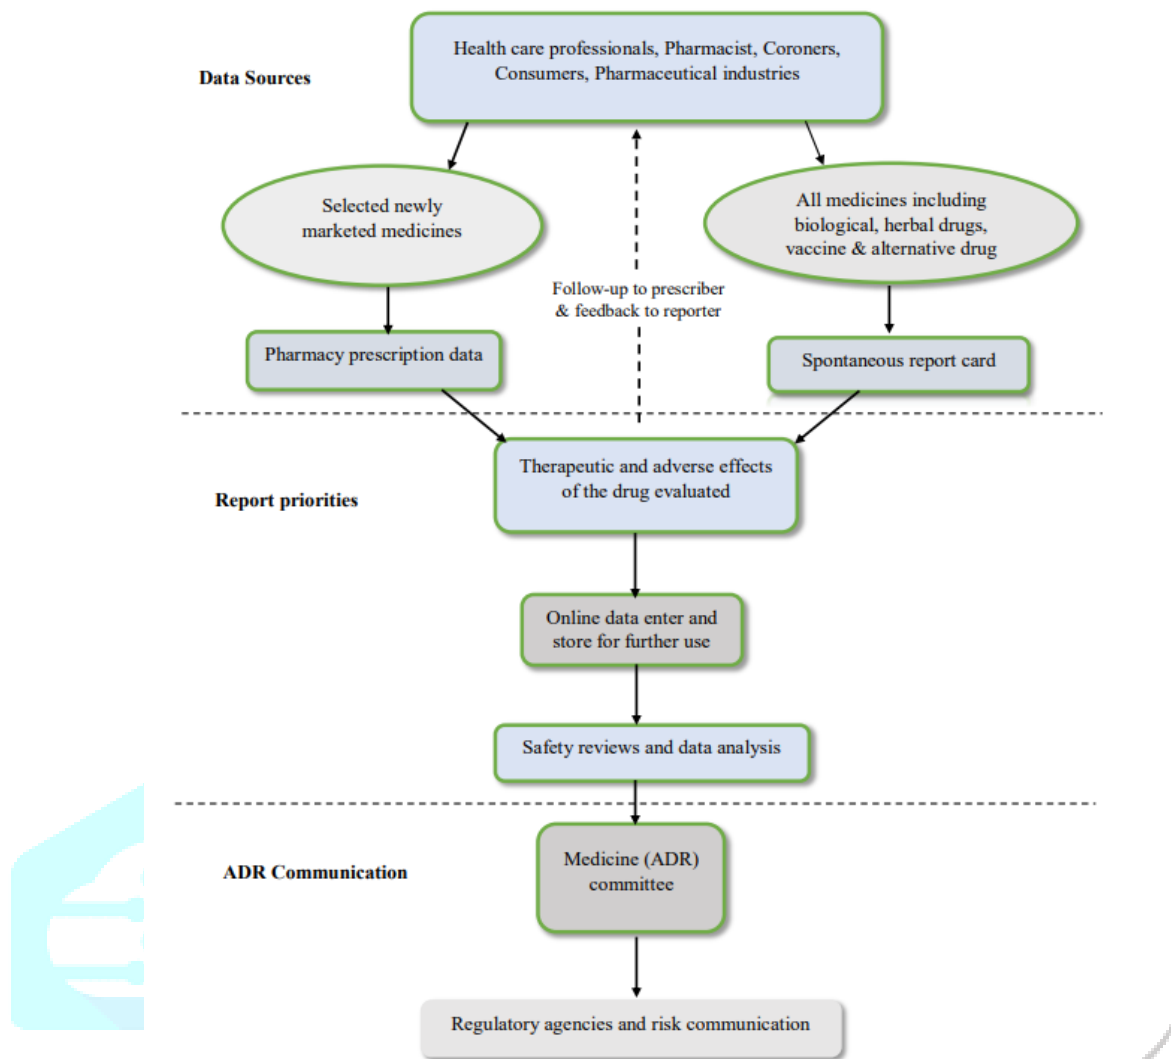 Health care professionals, Pharmacist, Coroners,
Consumers, Pharmaceutical industries
Data Sources
Selected newly
marketed medicines
All medicines including
biological, herbal drugs,
vaccine & alternative drug
Follow-up to prescriber
& feedback to reporter
Pharmacy prescription data
Spontaneous report card
Therapeutic and adverse effects
of the drug evaluated
Report priorities
Online data enter and
store for further use
Safety reviews and data analysis
Medicine (ADR)
committee
ADR Communication
Regulatory agencies and risk communication